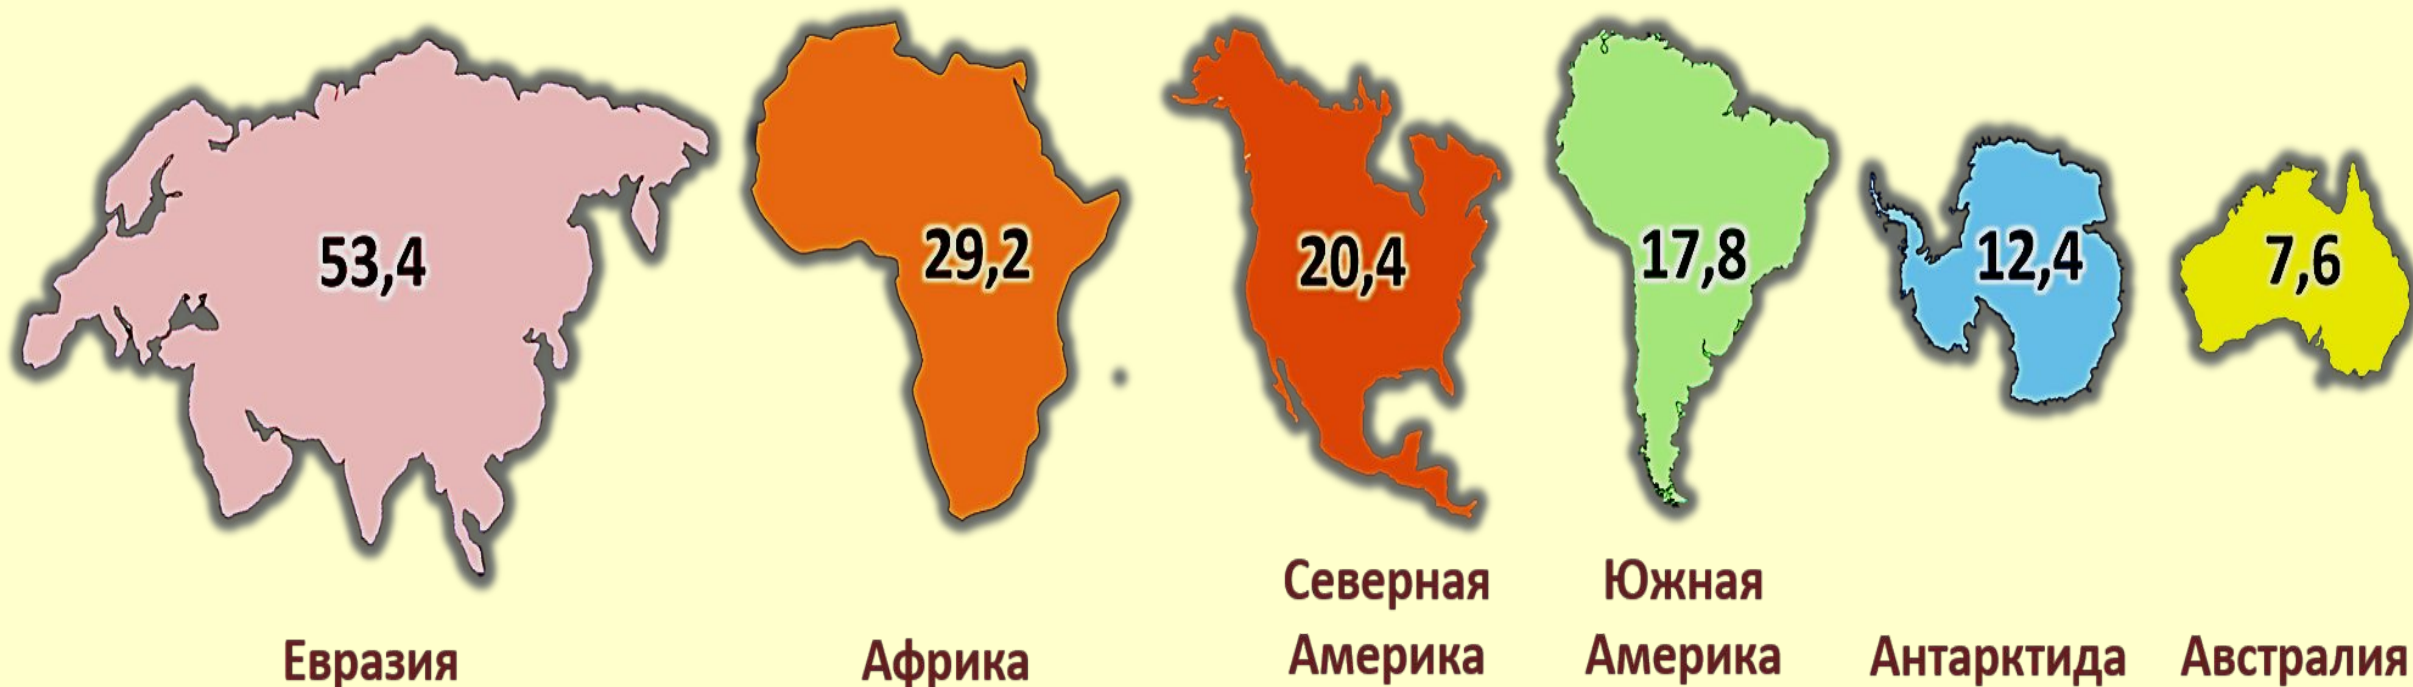 53,4
29,2
20,4
17,8
12,4
7,6
Евразия
Африка
Северная
Америка
Южная
Америка
Антарктида
Австралия